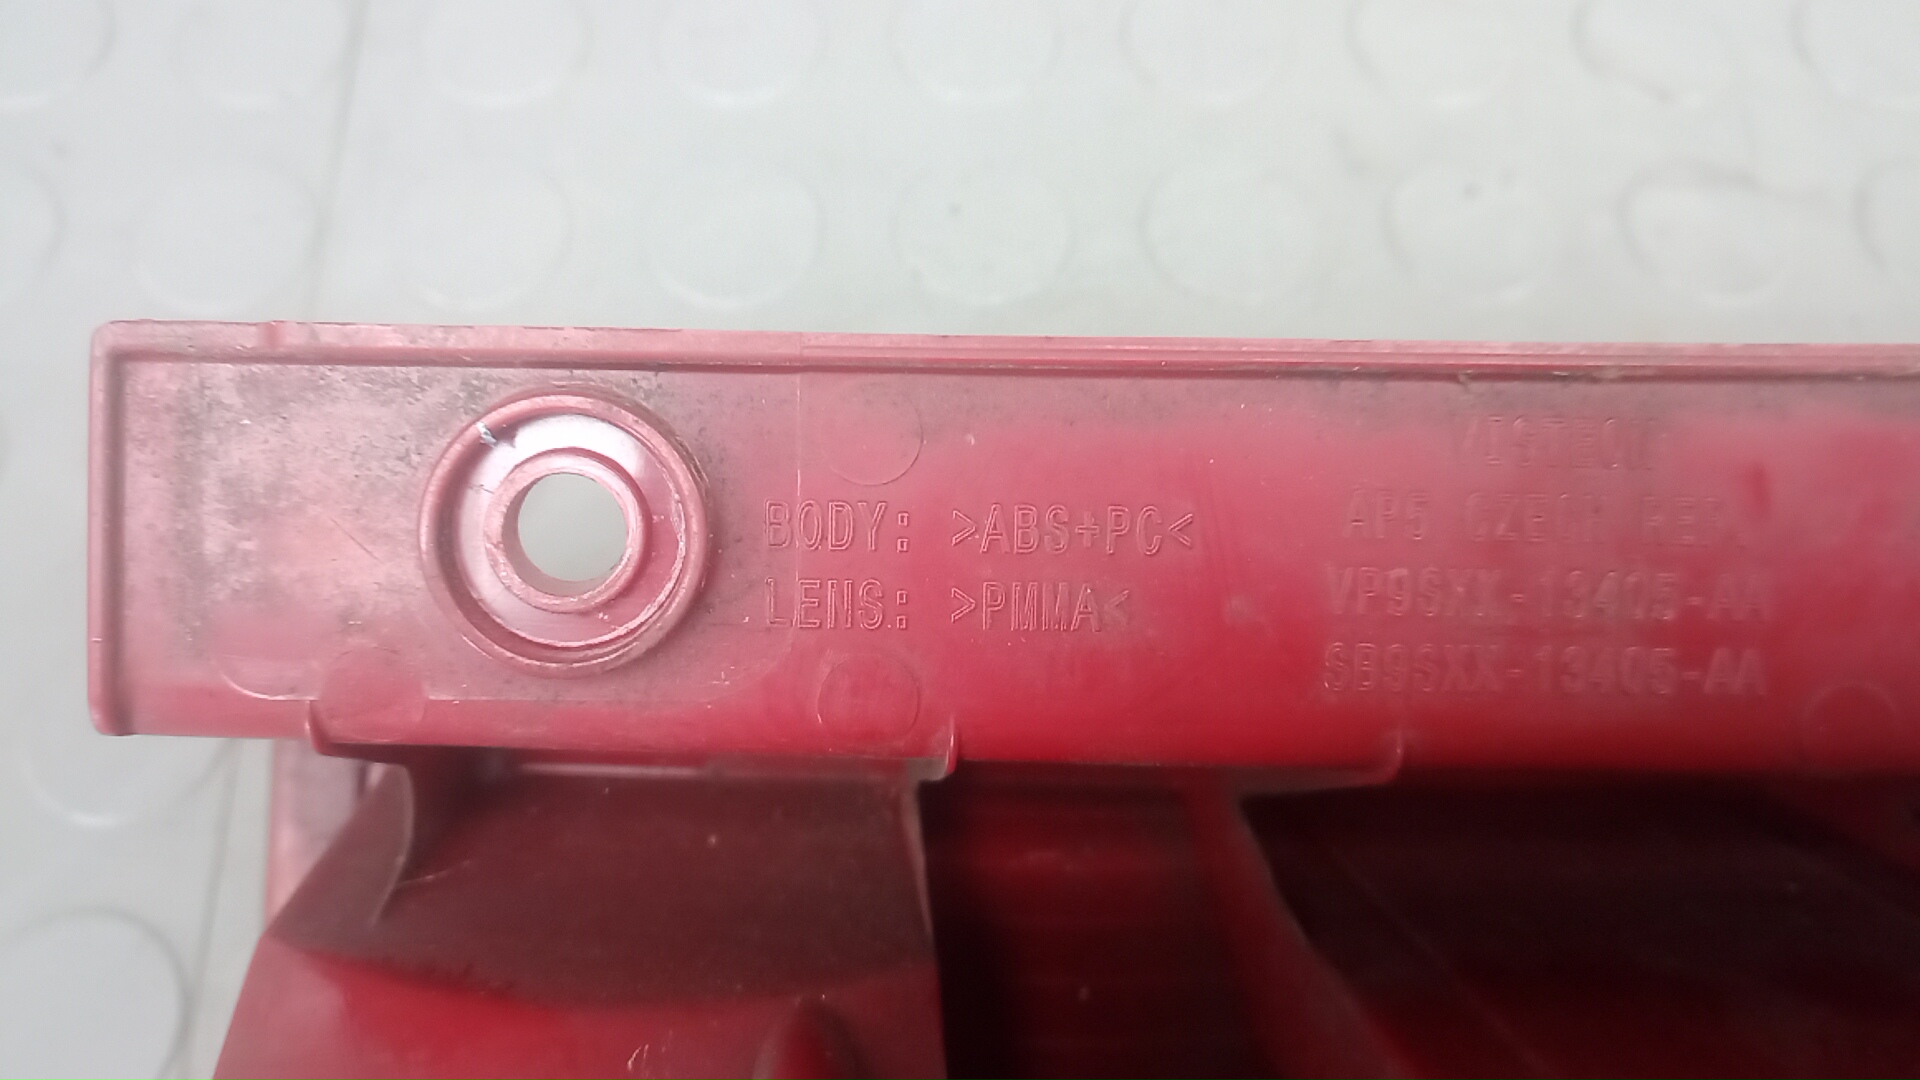 BODY: >ABS+PC<
LENS: >PMMA<
VISTEON
AP5 CZECH REP.
VP9SXX-13405-AA
SB9SXX-13405-AA